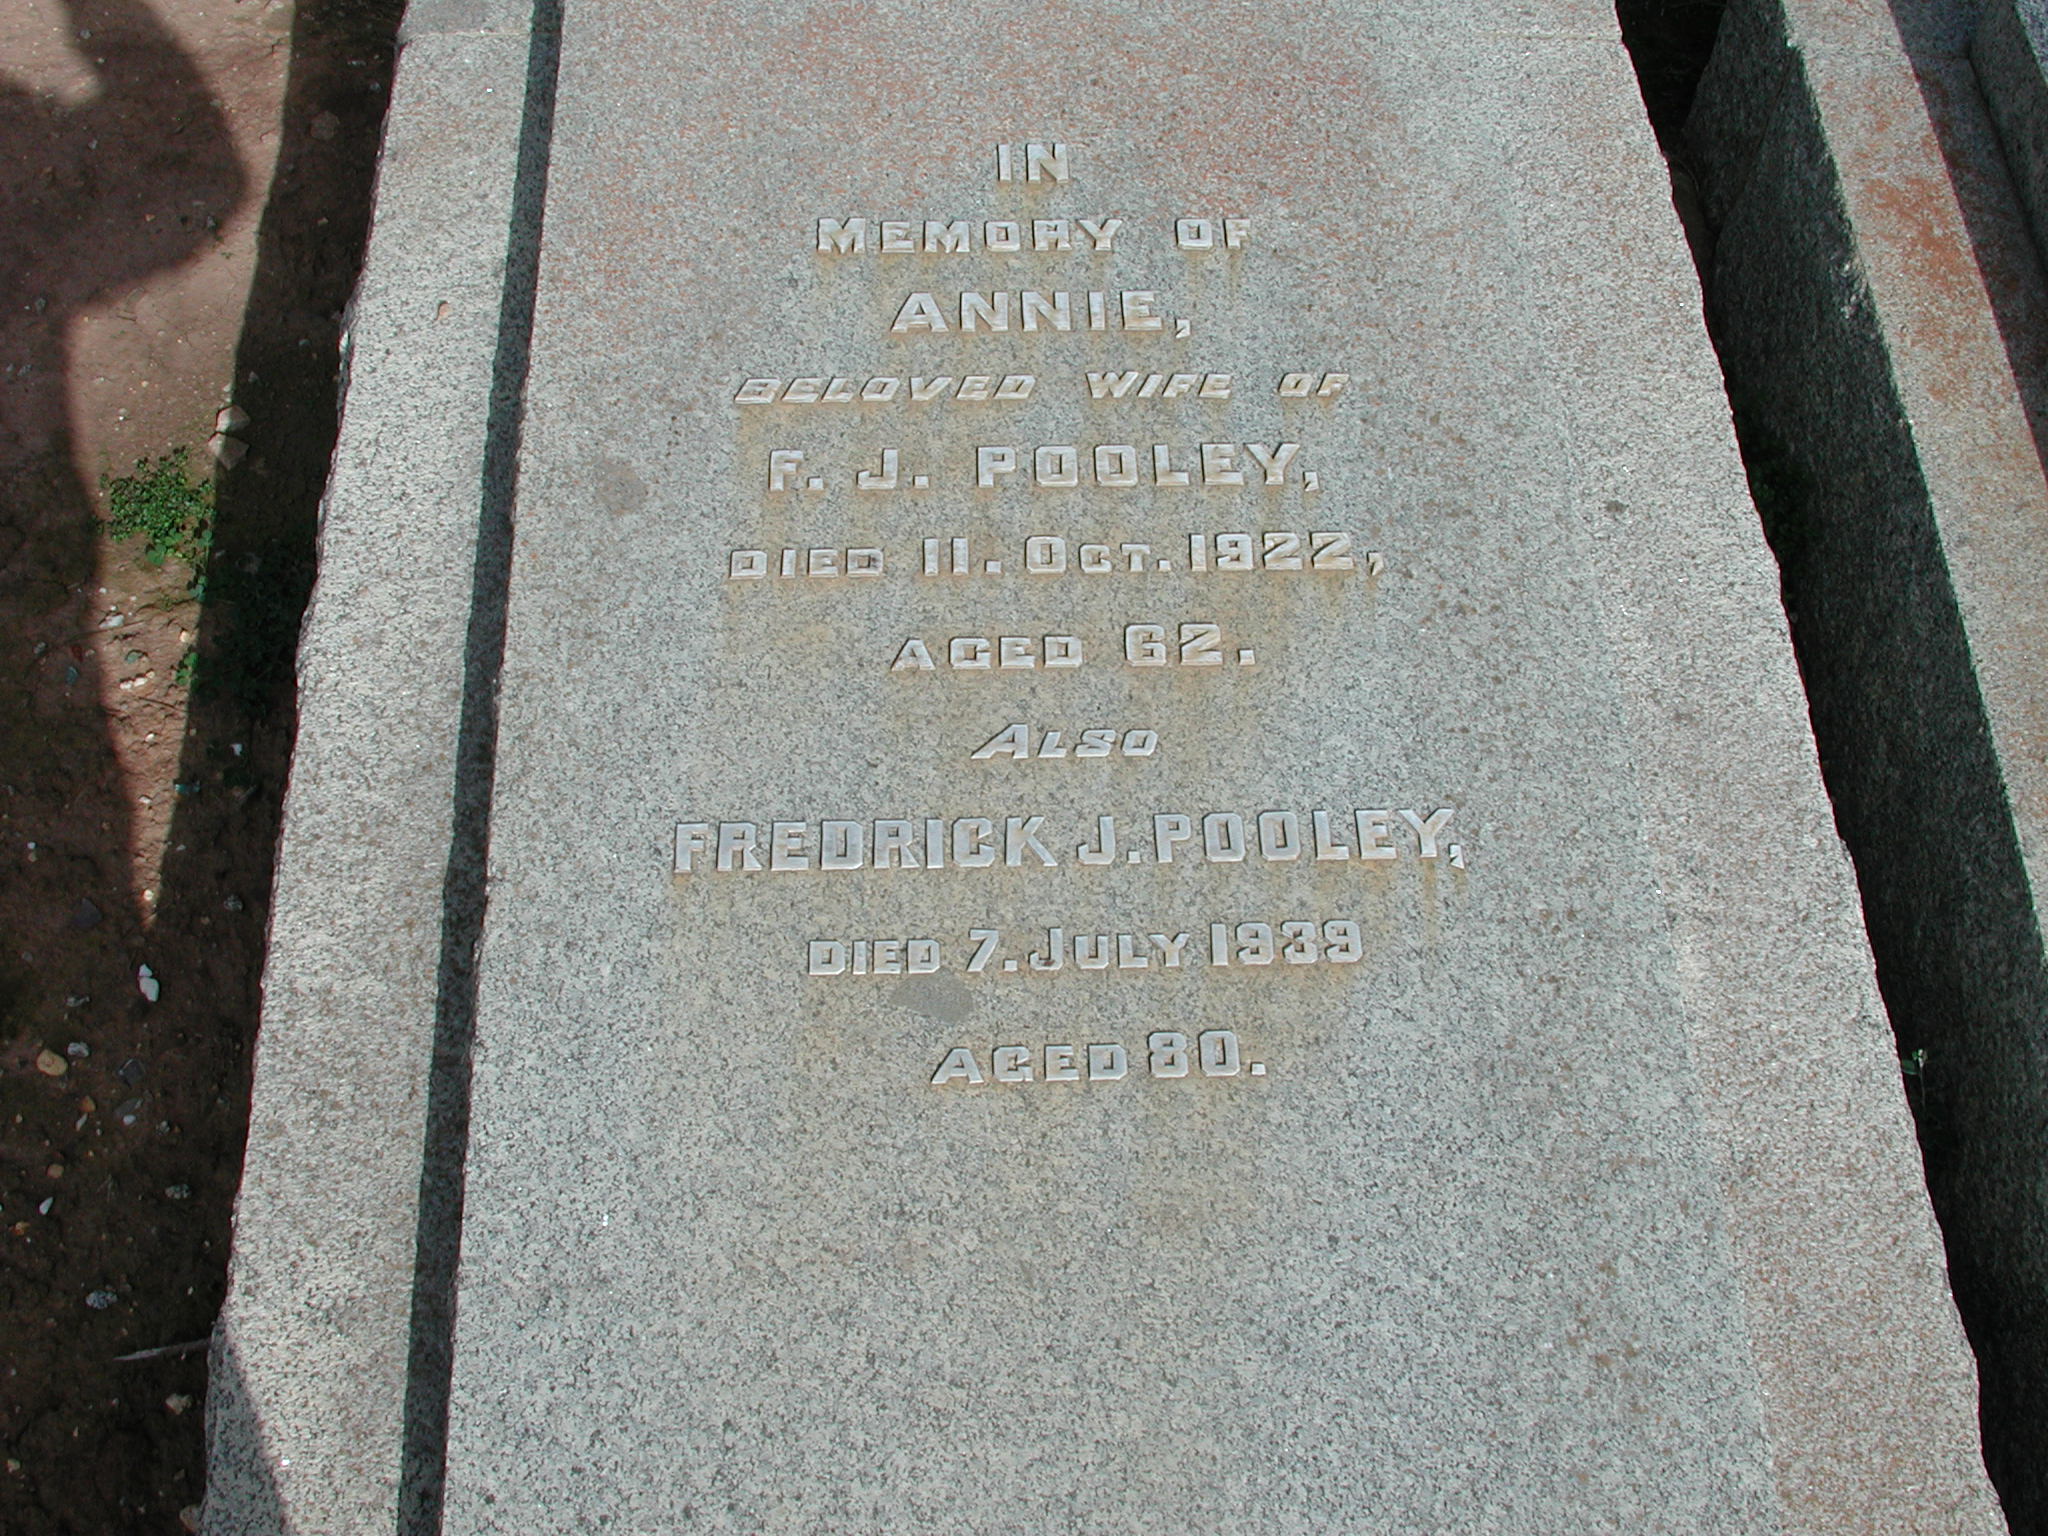 IN
MEMORY OF
ANNIE,
BELOVED WIFE OF
F. J. POOLEY,
DIED 11. OCT. 1922,
AGED 62.
ALSO
FREDRICK J. POOLEY,
DIED 7. JULY 1939
AGED 80.